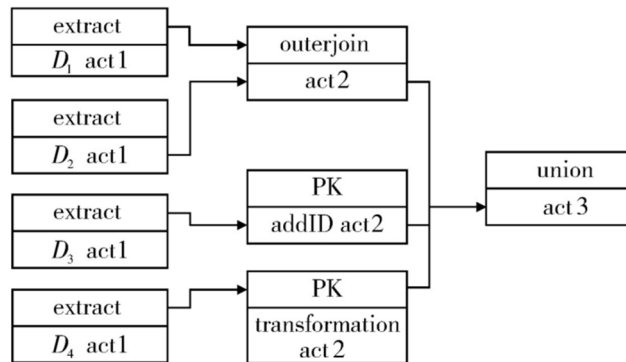 extract
D₁ act1
extract
D₂ act1
extract
D₃ act1
extract
D₄ act1
outerjoin
act2
PK
addID act2
PK
transformation
act2
union
act3